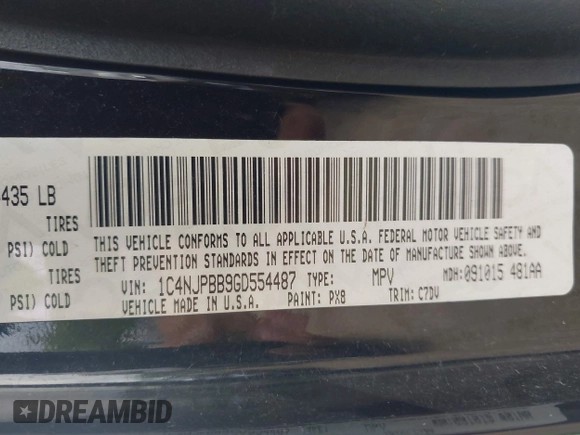 435 LB
TIRES
PSI) COLD
TIRES
PSI) COLD
THIS VEHICLE CONFORMS TO ALL APPLICABLE U.S.A. FEDERAL MOTOR VEHICLE SAFETY AND
THEFT PREVENTION STANDARDS IN EFFECT ON THE DATE OF MANUFACTURE SHOWN ABOVE.
VIN: 1C4NJPBB9GD554487 TYPE: MPV MDH: 091015 481AA
VEHICLE MADE IN U.S.A. PAINT: PX8 TRIM: C7DV
DREAMBID